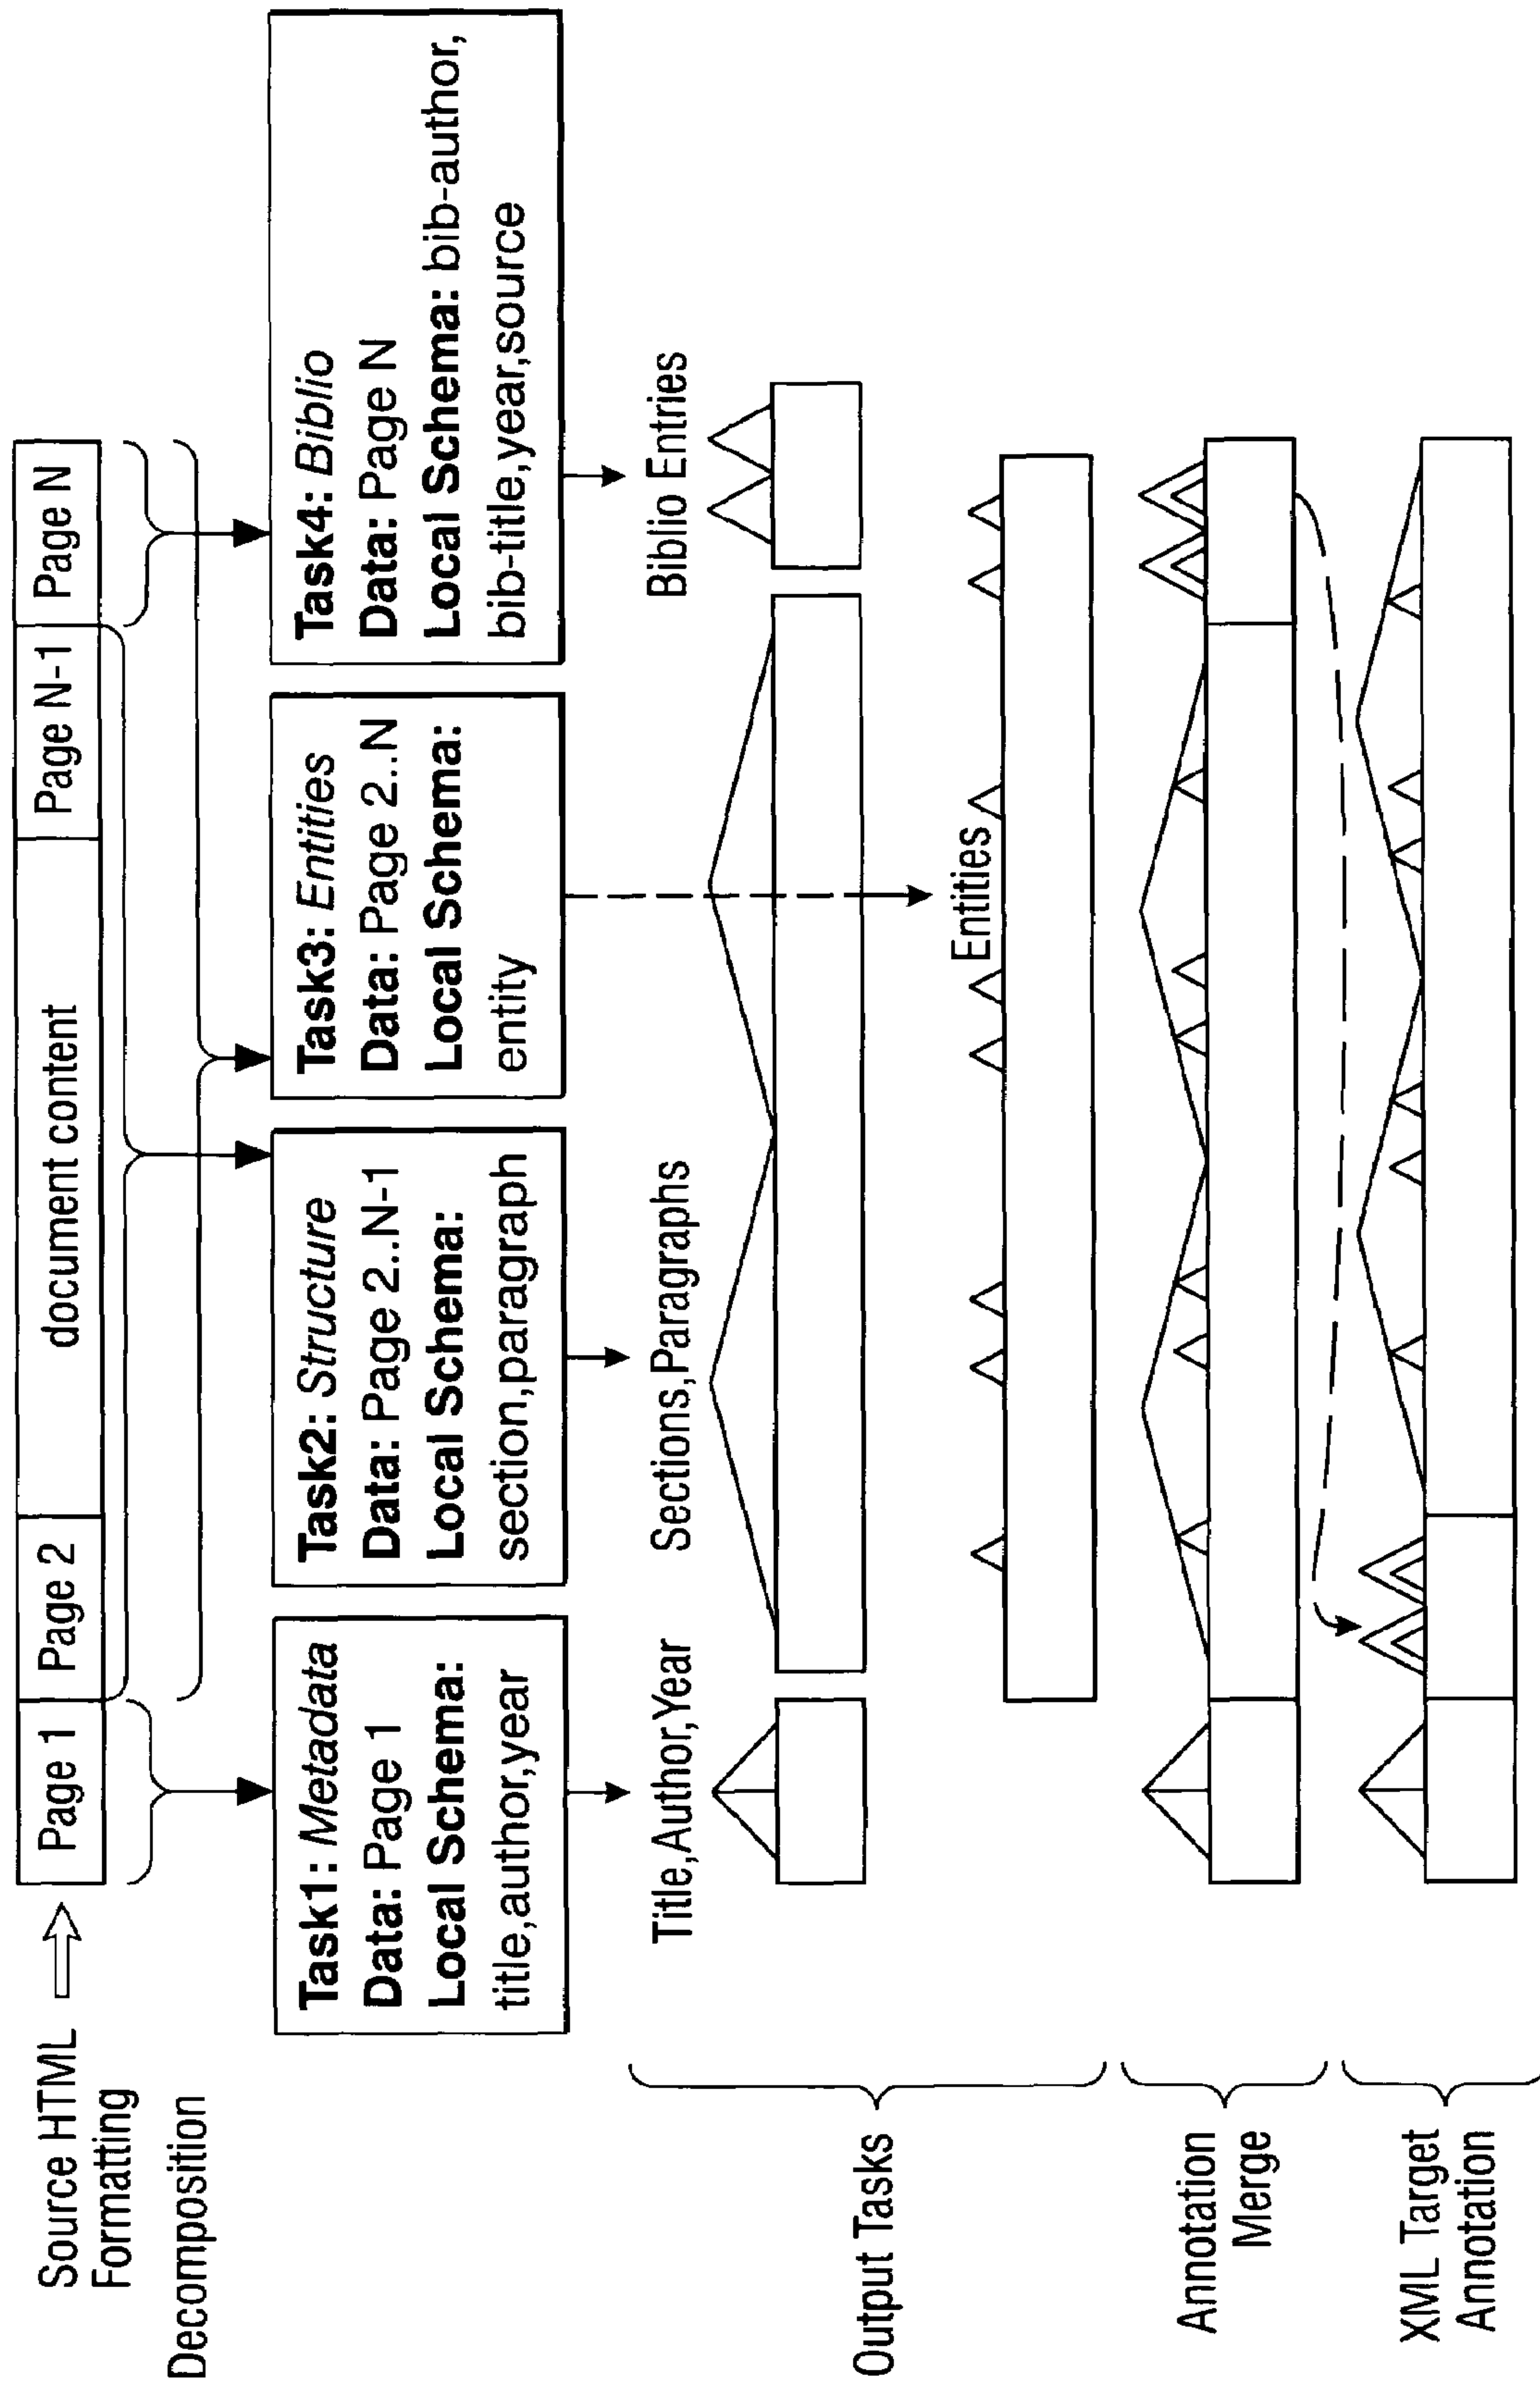 Source HTML
Formatting
Page 1
Page 2
document content
Page N-1
Page N
Decomposition
Task1: Metadata
Data: Page 1
Local Schema:
title,author,year
Task2: Structure
Data: Page 2..N-1
Local Schema:
section,paragraph
Task3: Entities
Data: Page 2..N
Local Schema:
entity
Task4: Biblio
Data: Page N
Local Schema: bib-author,
bib-title,year,source
Title,Author,Year
Sections,Paragraphs
Biblio Entries
Output Tasks
Entities
Annotation
Merge
XML Target
Annotation